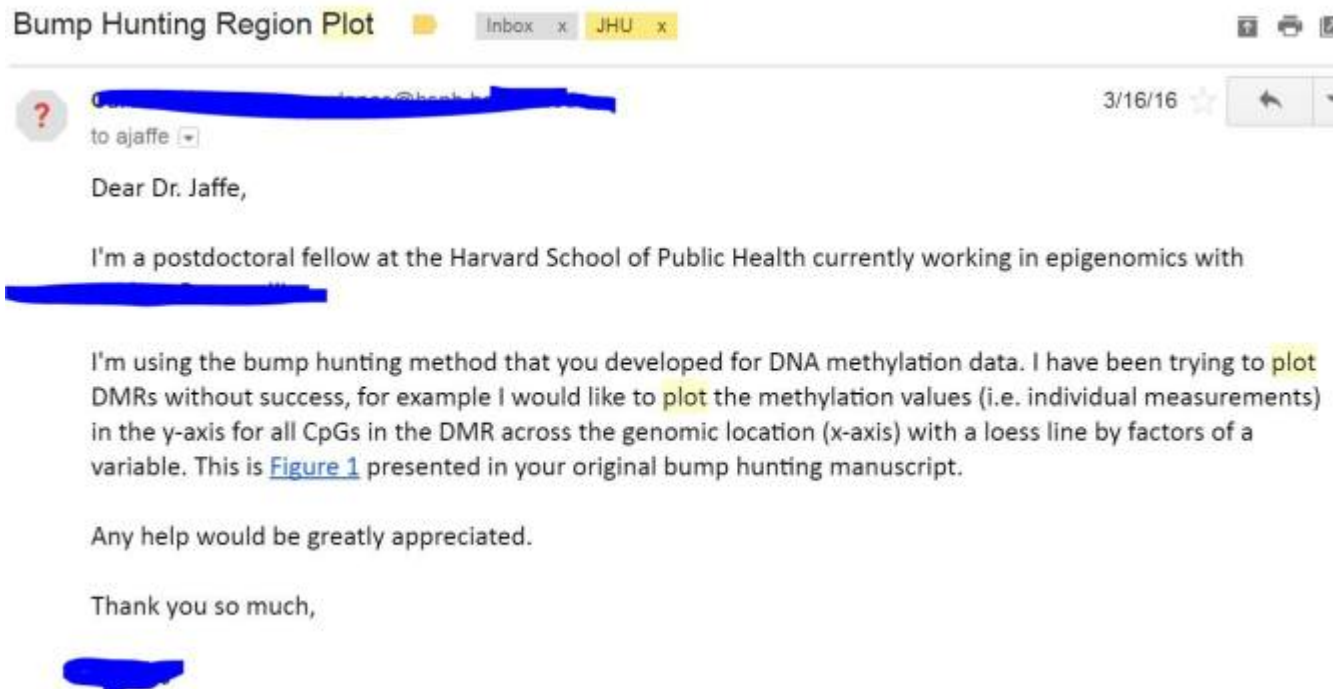 Bump Hunting Region Plot Inbox x JHU x
3/16/16
to ajaffe
Dear Dr. Jaffe,
I'm a postdoctoral fellow at the Harvard School of Public Health currently working in epigenomics with
I'm using the bump hunting method that you developed for DNA methylation data. I have been trying to plot
DMRs without success, for example I would like to plot the methylation values (i.e. individual measurements)
in the y-axis for all CpGs in the DMR across the genomic location (x-axis) with a loess line by factors of a
variable. This is Figure 1 presented in your original bump hunting manuscript.
Any help would be greatly appreciated.
Thank you so much,